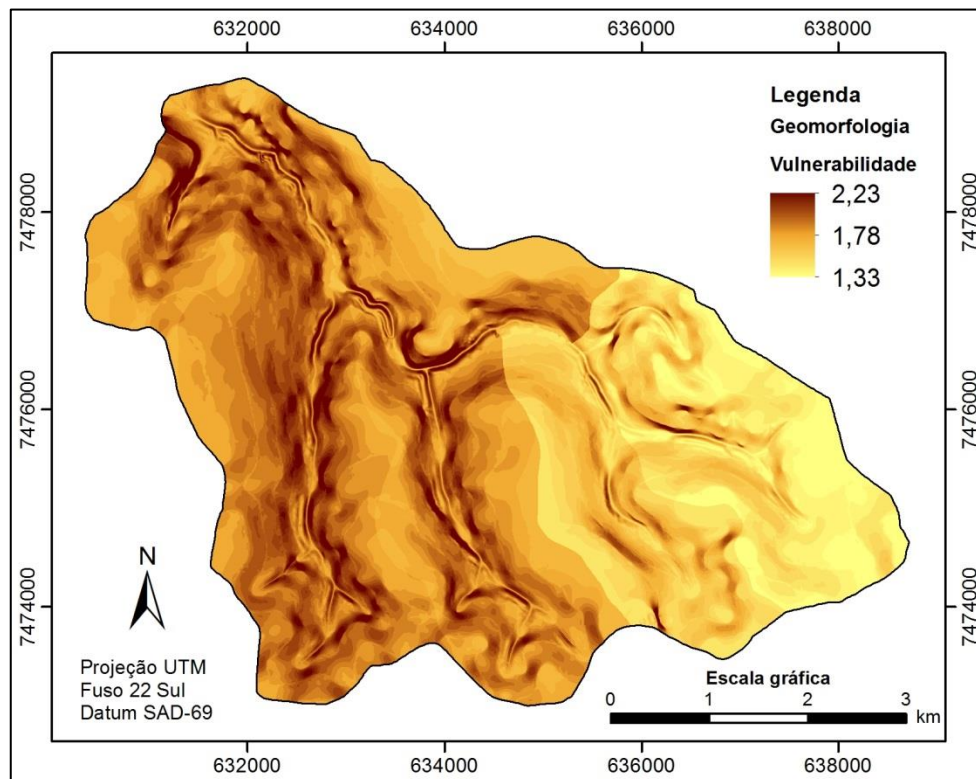 632000 634000 636000 638000
Legenda
Geomorfologia
Vulnerabilidade
2,23
1,78
1,33
7478000
7478000
7476000
7476000
7474000
7474000
N
Projeção UTM
Fuso 22 Sul
Datum SAD-69
Escala gráfica
0 1 2 3
km
632000 634000 636000 638000